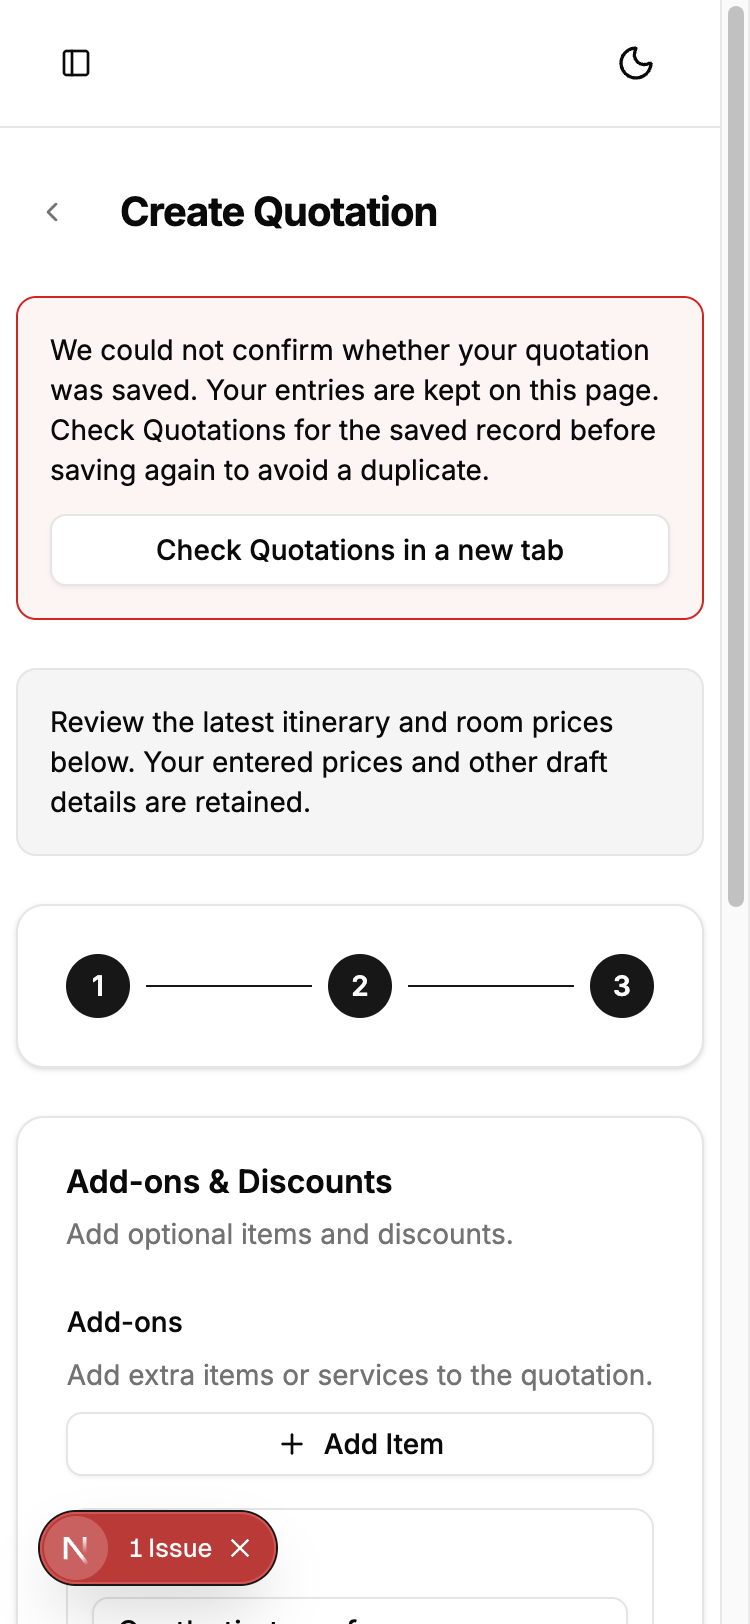 Create Quotation
We could not confirm whether your quotation
was saved. Your entries are kept on this page.
Check Quotations for the saved record before
saving again to avoid a duplicate.
Check Quotations in a new tab
Review the latest itinerary and room prices
below. Your entered prices and other draft
details are retained.
1 2 3
Add-ons & Discounts
Add optional items and discounts.
Add-ons
Add extra items or services to the quotation.
Add Item
N 1 Issue